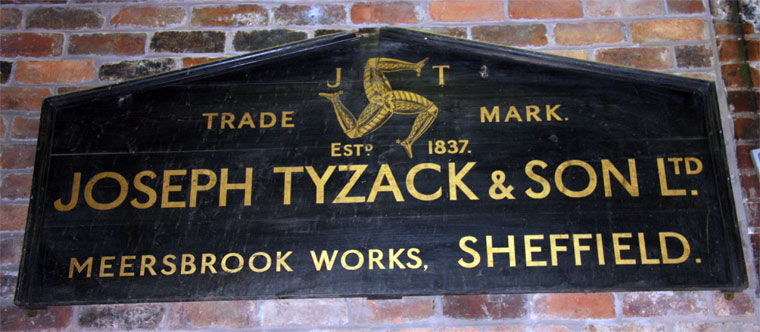 J T
TRADE MARK.
ESTD 1837.
JOSEPH TYZACK & SON LTD.
MEERSBROOK WORKS, SHEFFIELD.